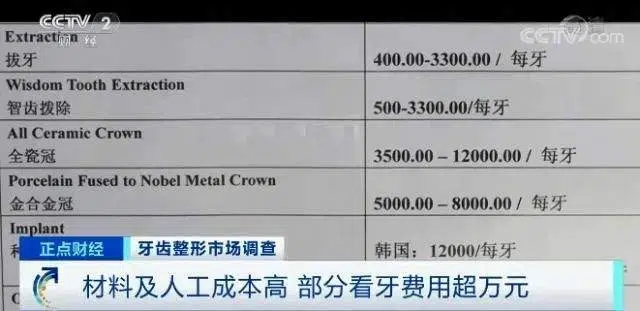 CCTV 2
财经
CCTV.com
Extraction
拔牙
400.00-3300.00 / 每牙
Wisdom Tooth Extraction
智齿拨除
500-3300.00/每牙
All Ceramic Crown
全瓷冠
3500.00 – 12000.00 / 每牙
Porcelain Fused to Nobel Metal Crown
金合金冠
5000.00 – 8000.00 / 每牙
Implant
韩国：12000/每牙
正点财经 牙齿整形市场调查
材料及人工成本高 部分看牙费用超万元